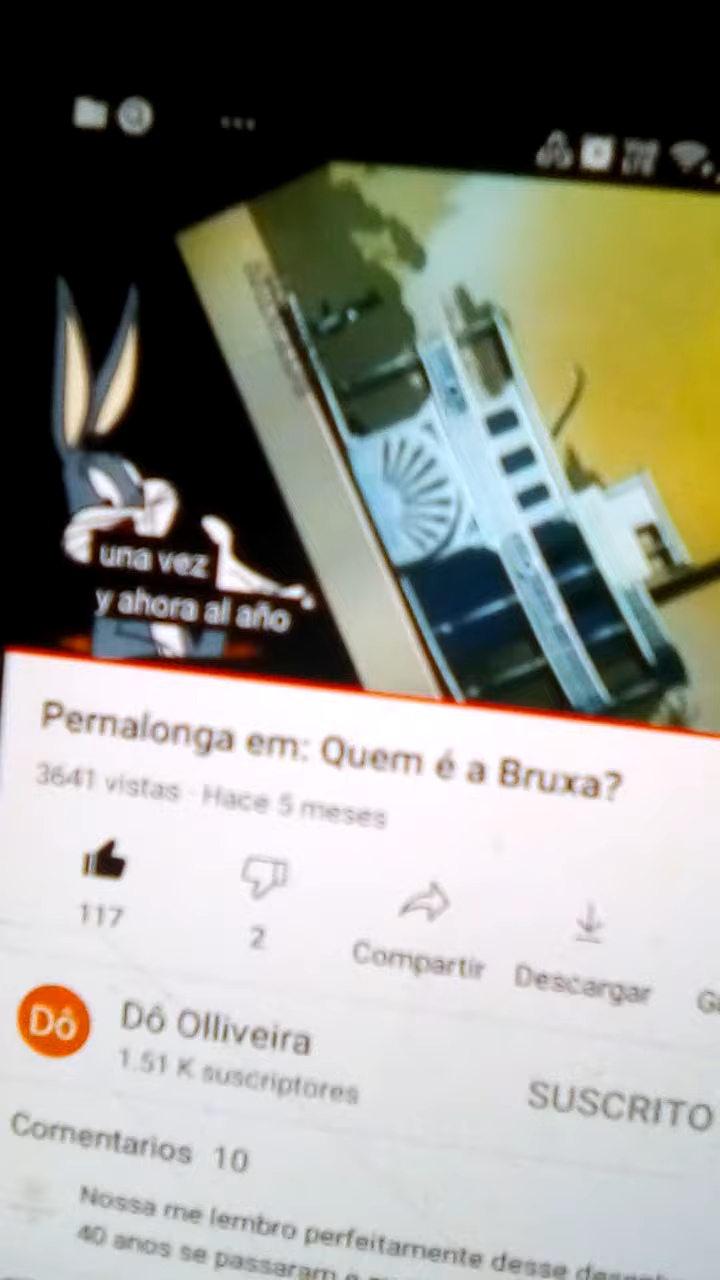 una vez
y ahora al año
Pernalonga em: Quem é a Bruxa?
3641 vistas · Hace 5 meses
117
2
Compartir
Descargar
Dô
Dô Olliveira
1.51 K suscriptores
SUSCRITO
Comentarios 10
Nossa me lembro perfeitamente desse
40 anos se passaram